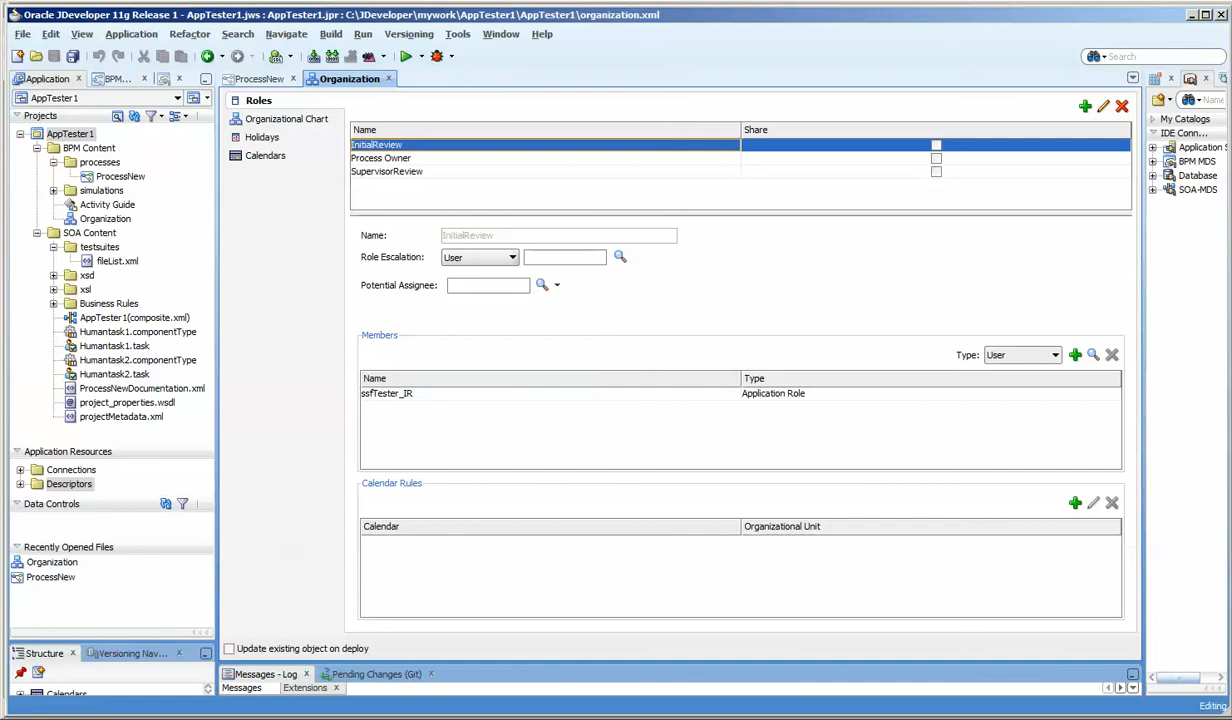 Oracle JDeveloper 11g Release 1 - AppTester1.jws : AppTester1.jpr : C:\JDeveloper\mywork\AppTester1\AppTester1\organization.xml
File Edit View Application Refactor Search Navigate Build Run Versioning Tools Window Help
Search
Application
BPM...
ProcessNew
Organization
AppTester1
Projects
AppTester1
BPM Content
processes
ProcessNew
simulations
Activity Guide
Organization
SOA Content
testsuites
fileList.xml
xsd
xsl
Business Rules
AppTester1(composite.xml)
Humantask1.componentType
Humantask1.task
Humantask2.componentType
Humantask2.task
ProcessNewDocumentation.xml
project_properties.wsdl
projectMetadata.xml
Application Resources
Connections
Descriptors
Data Controls
Recently Opened Files
Organization
ProcessNew
Structure
Versioning Nav...
Calendars
Roles
Organizational Chart
Holidays
Calendars
Name Share
InitialReview
Process Owner
SupervisorReview
Name: InitialReview
Role Escalation: User
Potential Assignee:
Members
Type: User
Name Type
ssfTester_IR Application Role
Calendar Rules
Calendar Organizational Unit
Update existing object on deploy
Messages - Log
Pending Changes (Git)
Messages Extensions
Name
My Catalogs
IDE Conn...
Application S
BPM MDS
Database
SOA-MDS
Editing